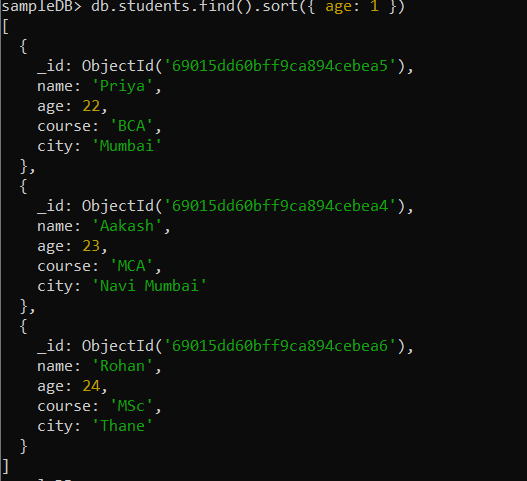 sampleDB> db.students.find().sort({ age: 1 })
[
  {
    _id: ObjectId('69015dd60bff9ca894cebea5'),
    name: 'Priya',
    age: 22,
    course: 'BCA',
    city: 'Mumbai'
  },
  {
    _id: ObjectId('69015dd60bff9ca894cebea4'),
    name: 'Aakash',
    age: 23,
    course: 'MCA',
    city: 'Navi Mumbai'
  },
  {
    _id: ObjectId('69015dd60bff9ca894cebea6'),
    name: 'Rohan',
    age: 24,
    course: 'MSc',
    city: 'Thane'
  }
]